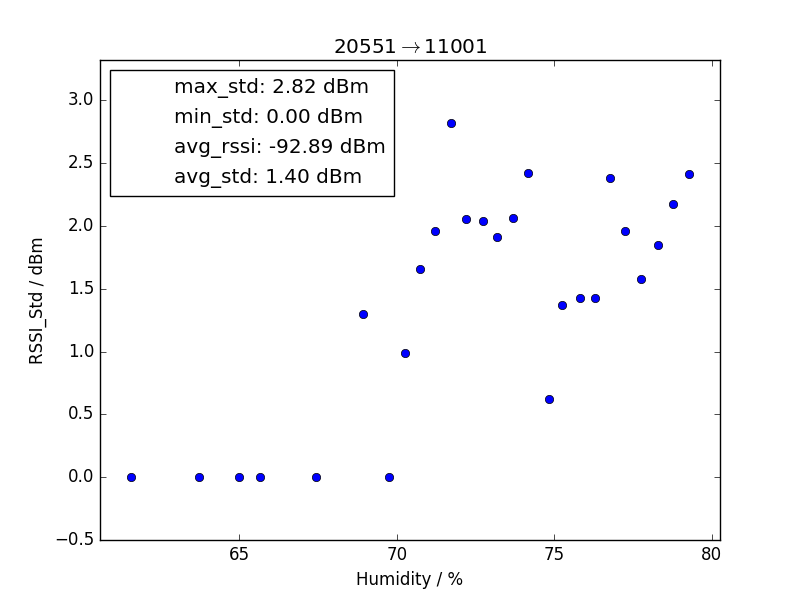 20551→11001
max_std: 2.82 dBm
min_std: 0.00 dBm
avg_rssi: -92.89 dBm
avg_std: 1.40 dBm
RSSI_Std / dBm
3.0
2.5
2.0
1.5
1.0
0.5
0.0
−0.5
65 70 75 80
Humidity / %